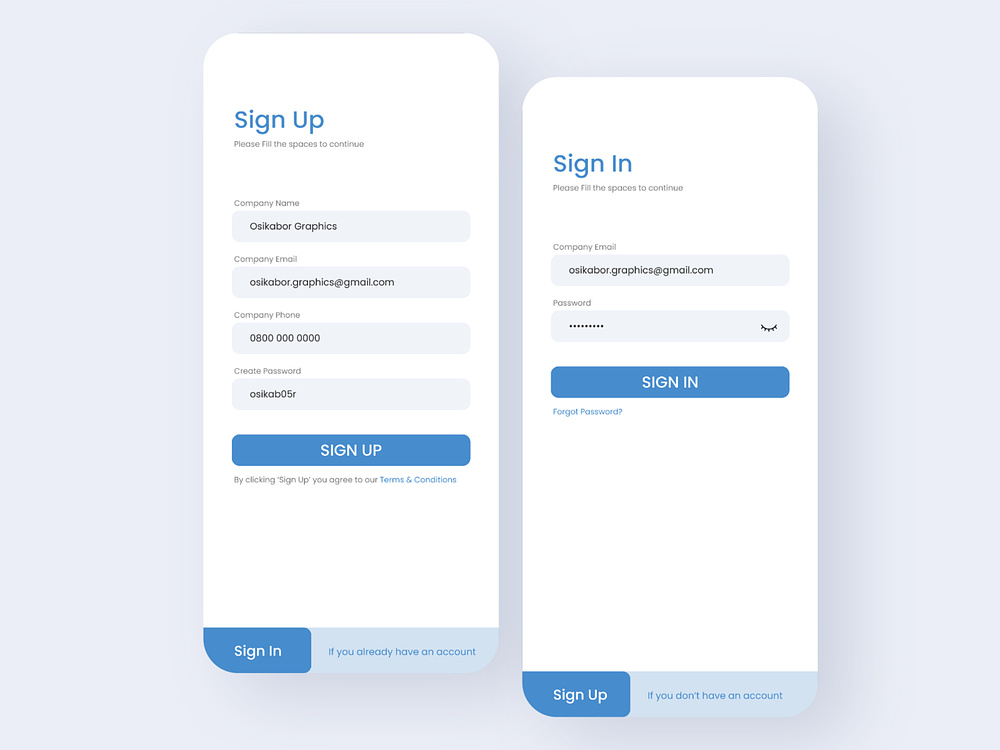 Sign Up
Please Fill the spaces to continue
Company Name
Osikabor Graphics
Company Email
osikabor.graphics@gmail.com
Company Phone
0800 000 0000
Create Password
osikab05r
SIGN UP
By clicking ‘Sign Up’ you agree to our Terms & Conditions
Sign In
If you already have an account
Sign In
Please Fill the spaces to continue
Company Email
osikabor.graphics@gmail.com
Password
•••••••••
SIGN IN
Forgot Password?
Sign Up
If you don’t have an account